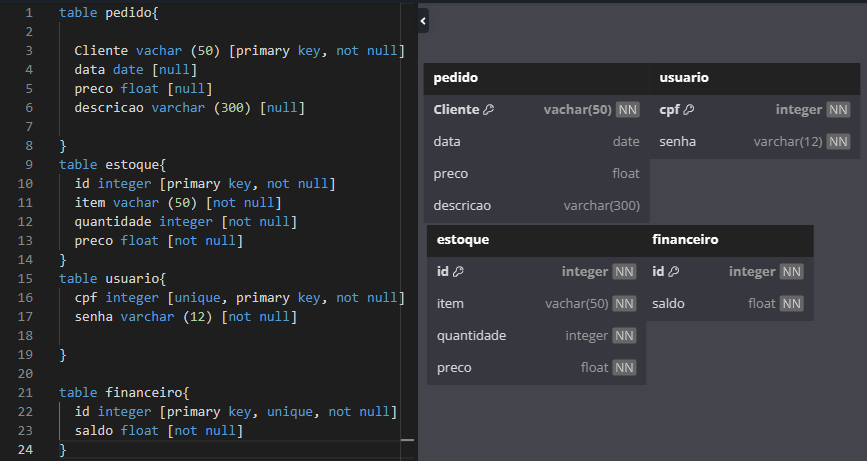 1 table pedido{
2
3 Cliente vachar (50) [primary key, not null]
4 data date [null]
5 preco float [null]
6 descricao varchar (300) [null]
7
8 }
9 table estoque{
10 id integer [primary key, not null]
11 item vachar (50) [not null]
12 quantidade integer [not null]
13 preco float [not null]
14 }
15 table usuario{
16 cpf integer [unique, primary key, not null]
17 senha varchar (12) [not null]
18
19 }
20
21 table financeiro{
22 id integer [primary key, unique, not null]
23 saldo float [not null]
24 }
pedido
Cliente vachar(50) NN
data date
preco float
descricao varchar(300)
usuario
cpf integer NN
senha varchar(12) NN
estoque
id integer NN
item vachar(50) NN
quantidade integer NN
preco float NN
financeiro
id integer NN
saldo float NN